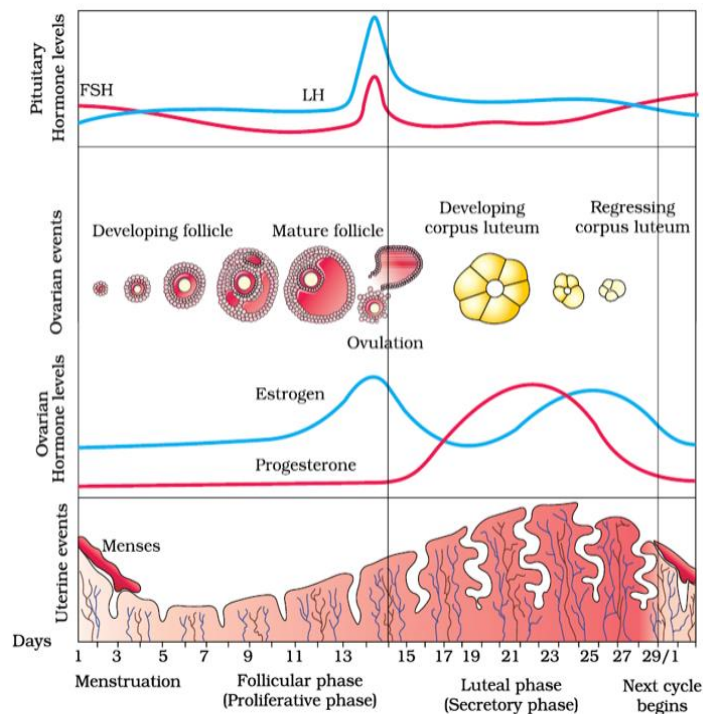 Pituitary
Hormone levels
FSH
LH
Ovarian events
Developing follicle
Mature follicle
Developing
corpus luteum
Regressing
corpus luteum
Ovulation
Ovarian
Hormone levels
Estrogen
Progesterone
Uterine events
Menses
Days
1 3 5 7 9 11 13 15 17 19 21 23 25 27 29/1
Menstruation
Follicular phase
(Proliferative phase)
Luteal phase
(Secretory phase)
Next cycle
begins